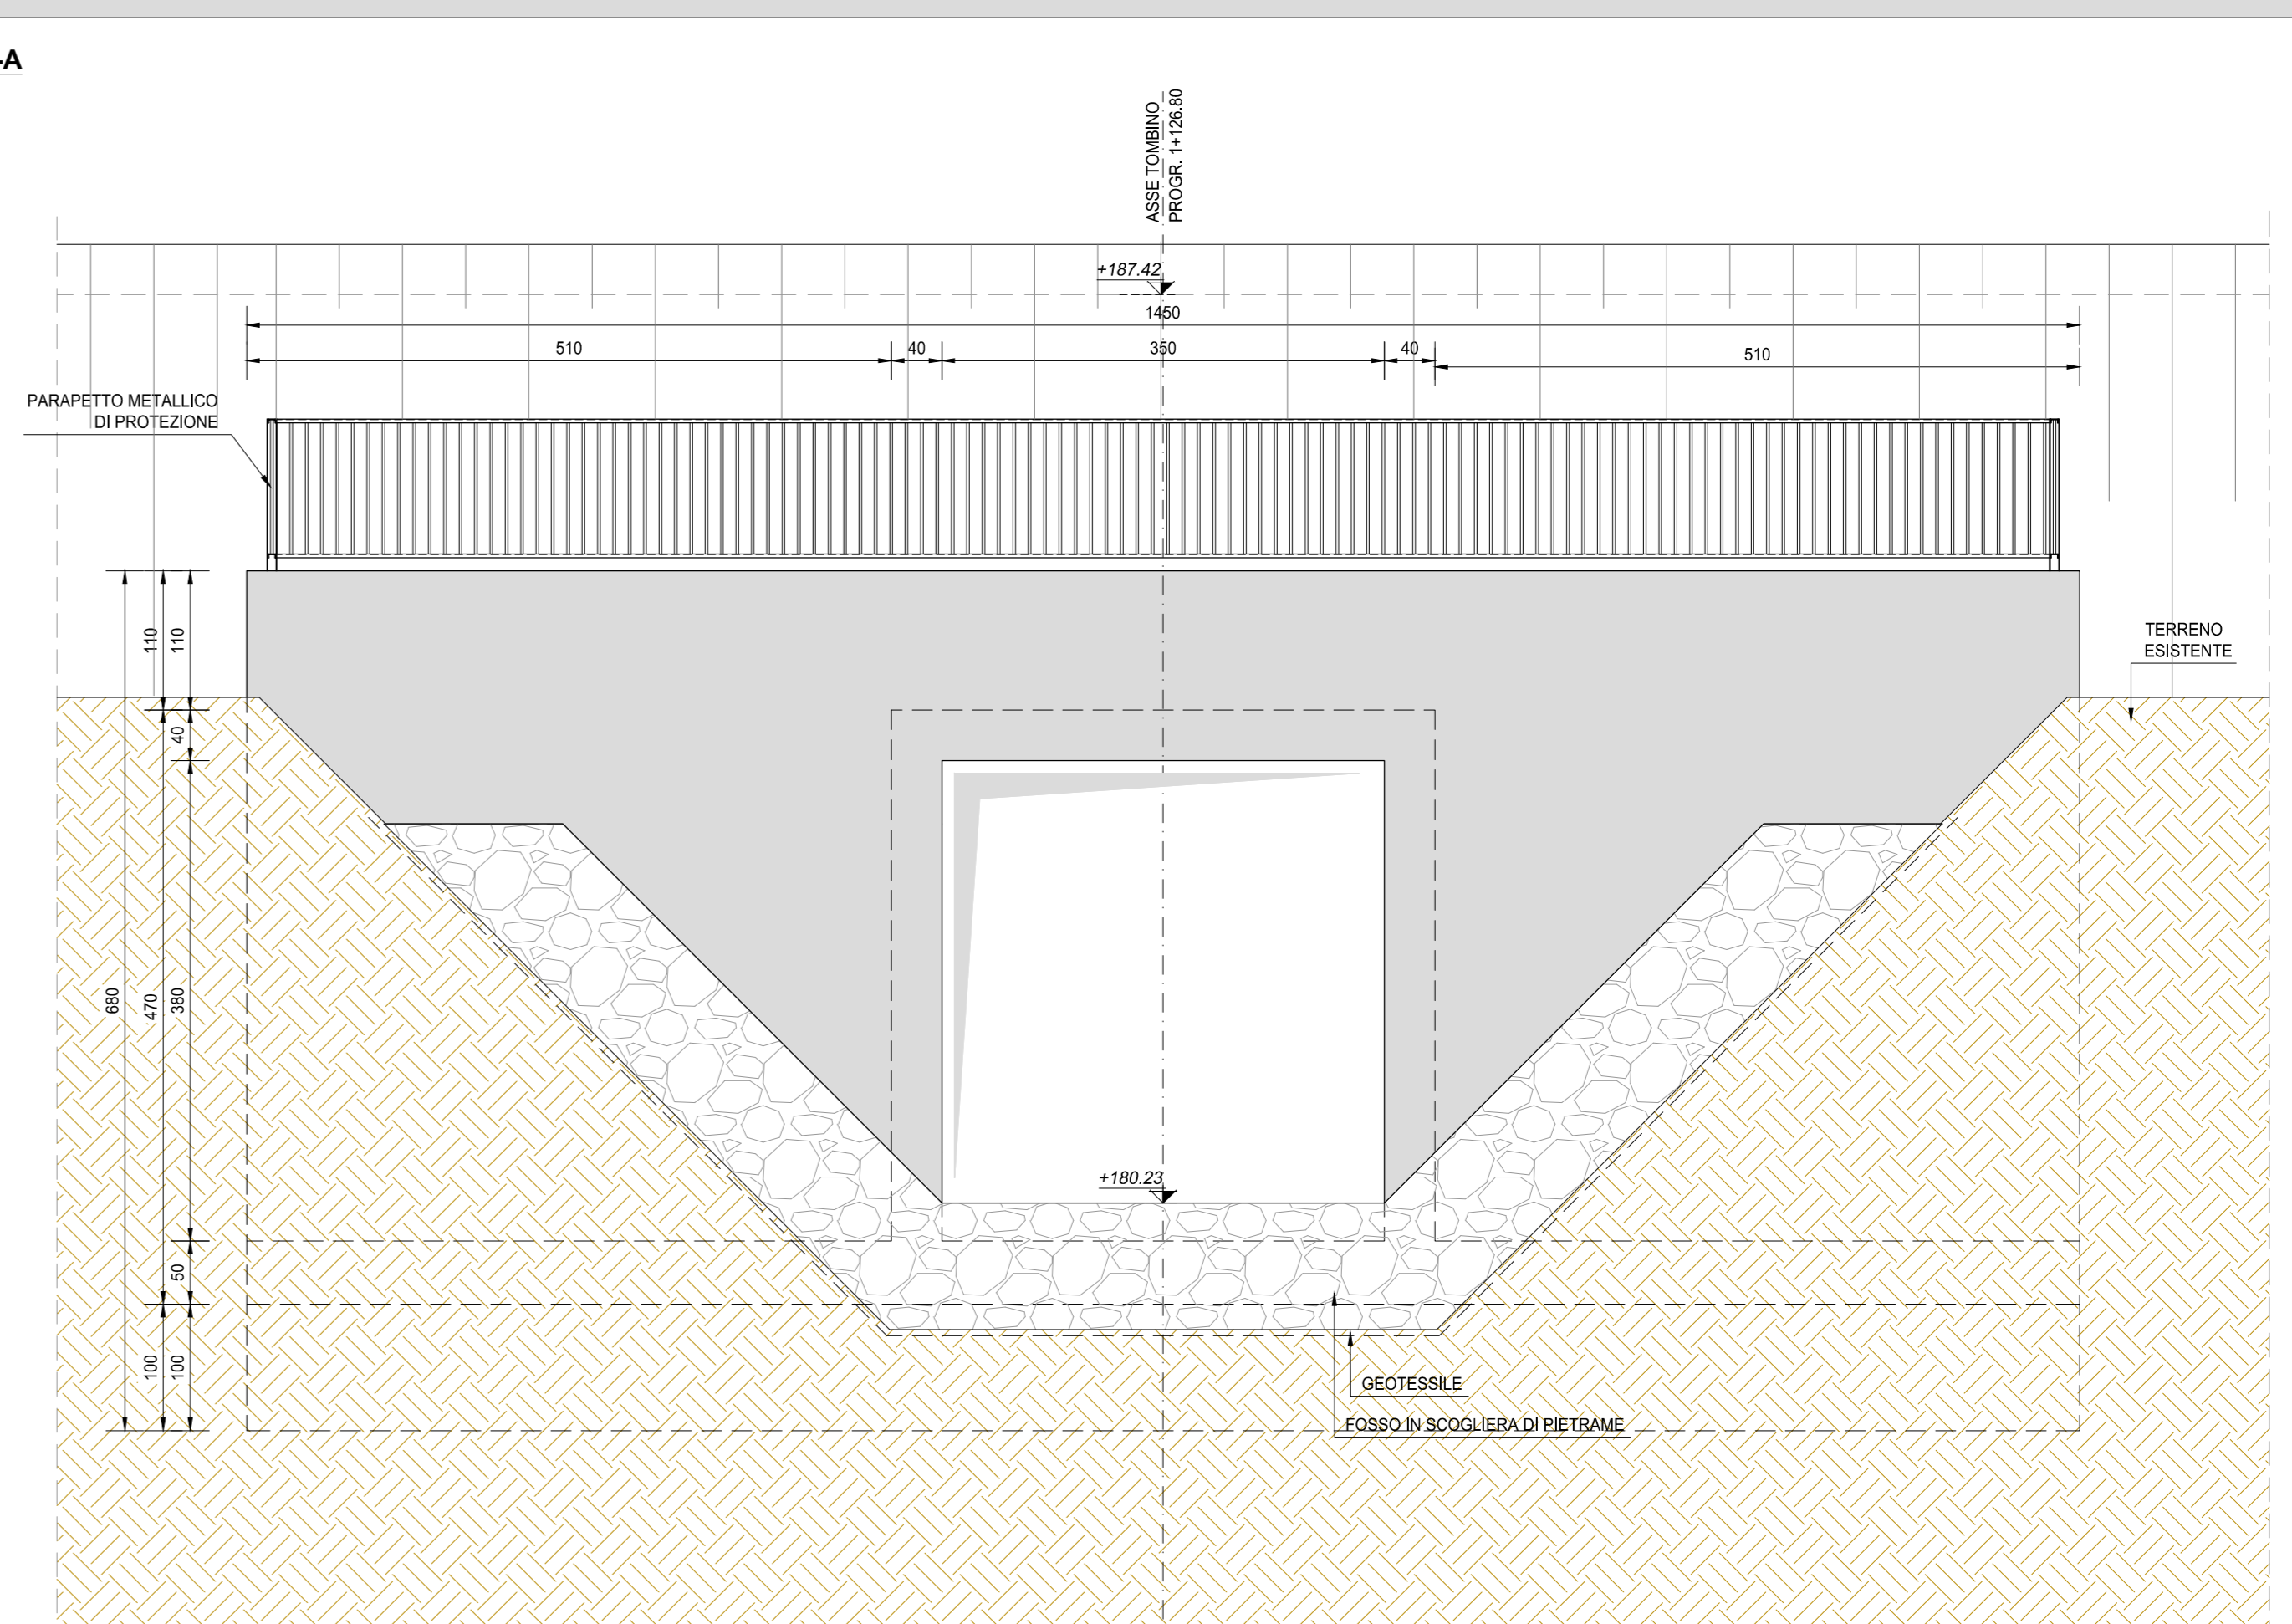 -A
ASSE TOMBINO
PROGR. 1+126.80
+187.42
1450
510
40
350
40
510
PARAPETTO METALLICO
DI PROTEZIONE
110
110
TERRENO
ESISTENTE
40
680
470
380
+180.23
50
100
100
GEOTESSILE
FOSSO IN SCOGLIERA DI PIETRAME